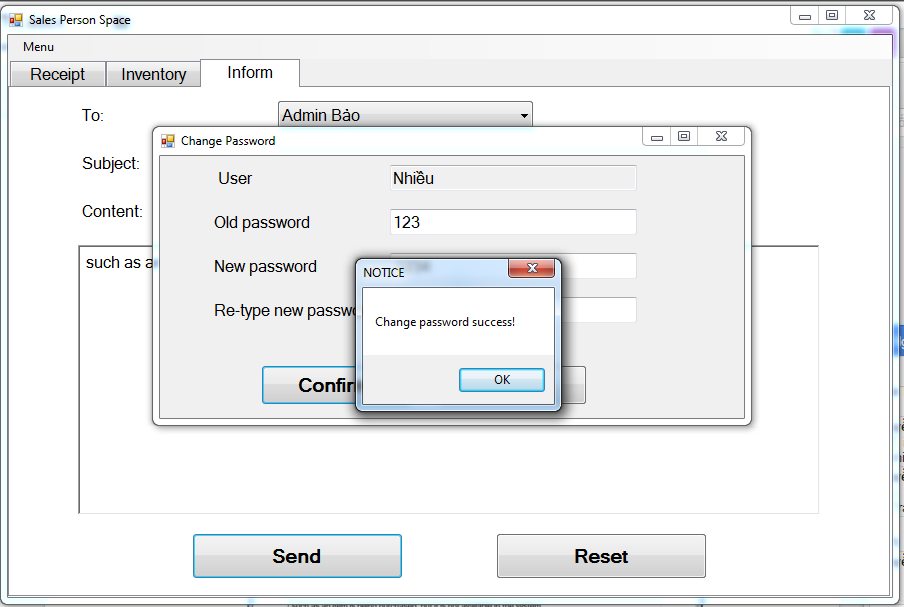 Sales Person Space
Menu
Receipt Inventory Inform
To: Admin Bảo
Subject:
Content:
such as a
Change Password
User Nhiều
Old password 123
New password
Re-type new passwo
Confir
NOTICE
Change password success!
OK
Send Reset